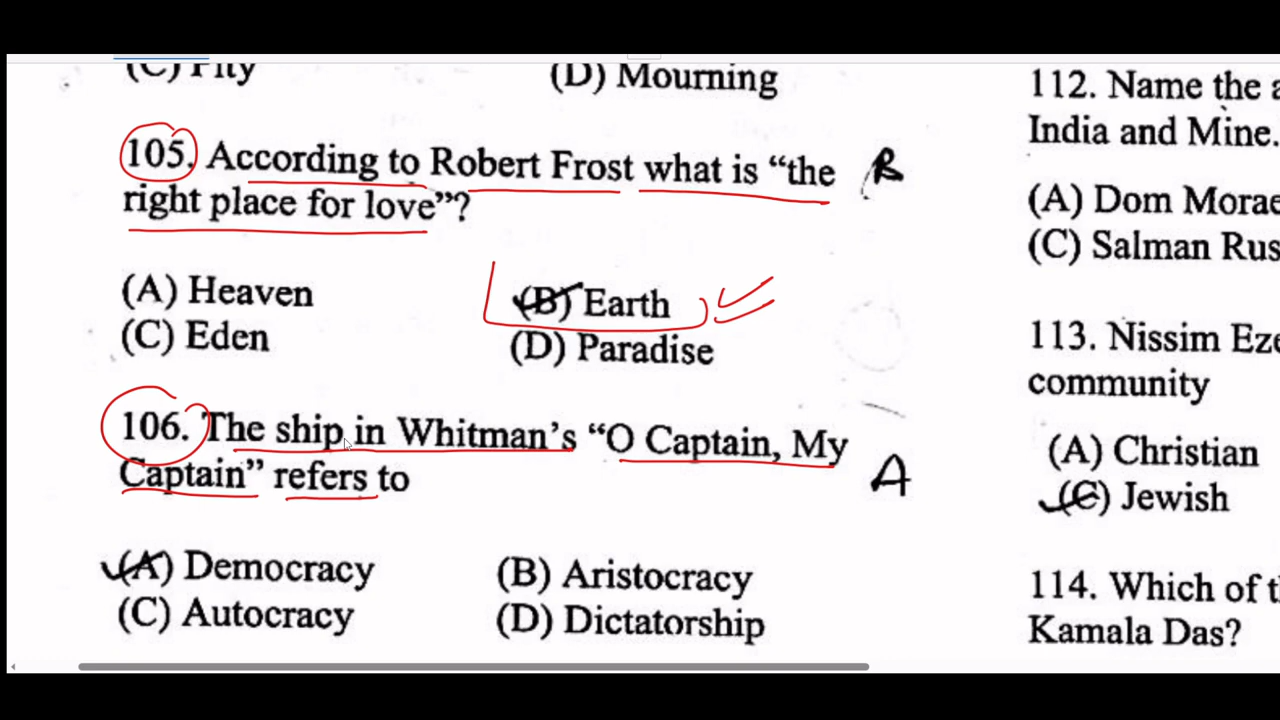 (C) Pity (D) Mourning
105. According to Robert Frost what is “the
right place for love”?
(A) Heaven (B) Earth
(C) Eden (D) Paradise
106. The ship in Whitman’s “O Captain, My
Captain” refers to
A
(A) Democracy (B) Aristocracy
(C) Autocracy (D) Dictatorship
112. Name the
India and Mine.
(A) Dom Morae
(C) Salman Rus
113. Nissim Eze
community
(A) Christian
(C) Jewish
114. Which of t
Kamala Das?